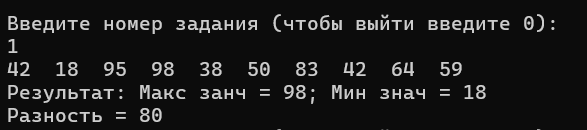 Введите номер задания (чтобы выйти введите 0):
1
42 18 95 98 38 50 83 42 64 59
Результат: Макс занч = 98; Мин знач = 18
Разность = 80